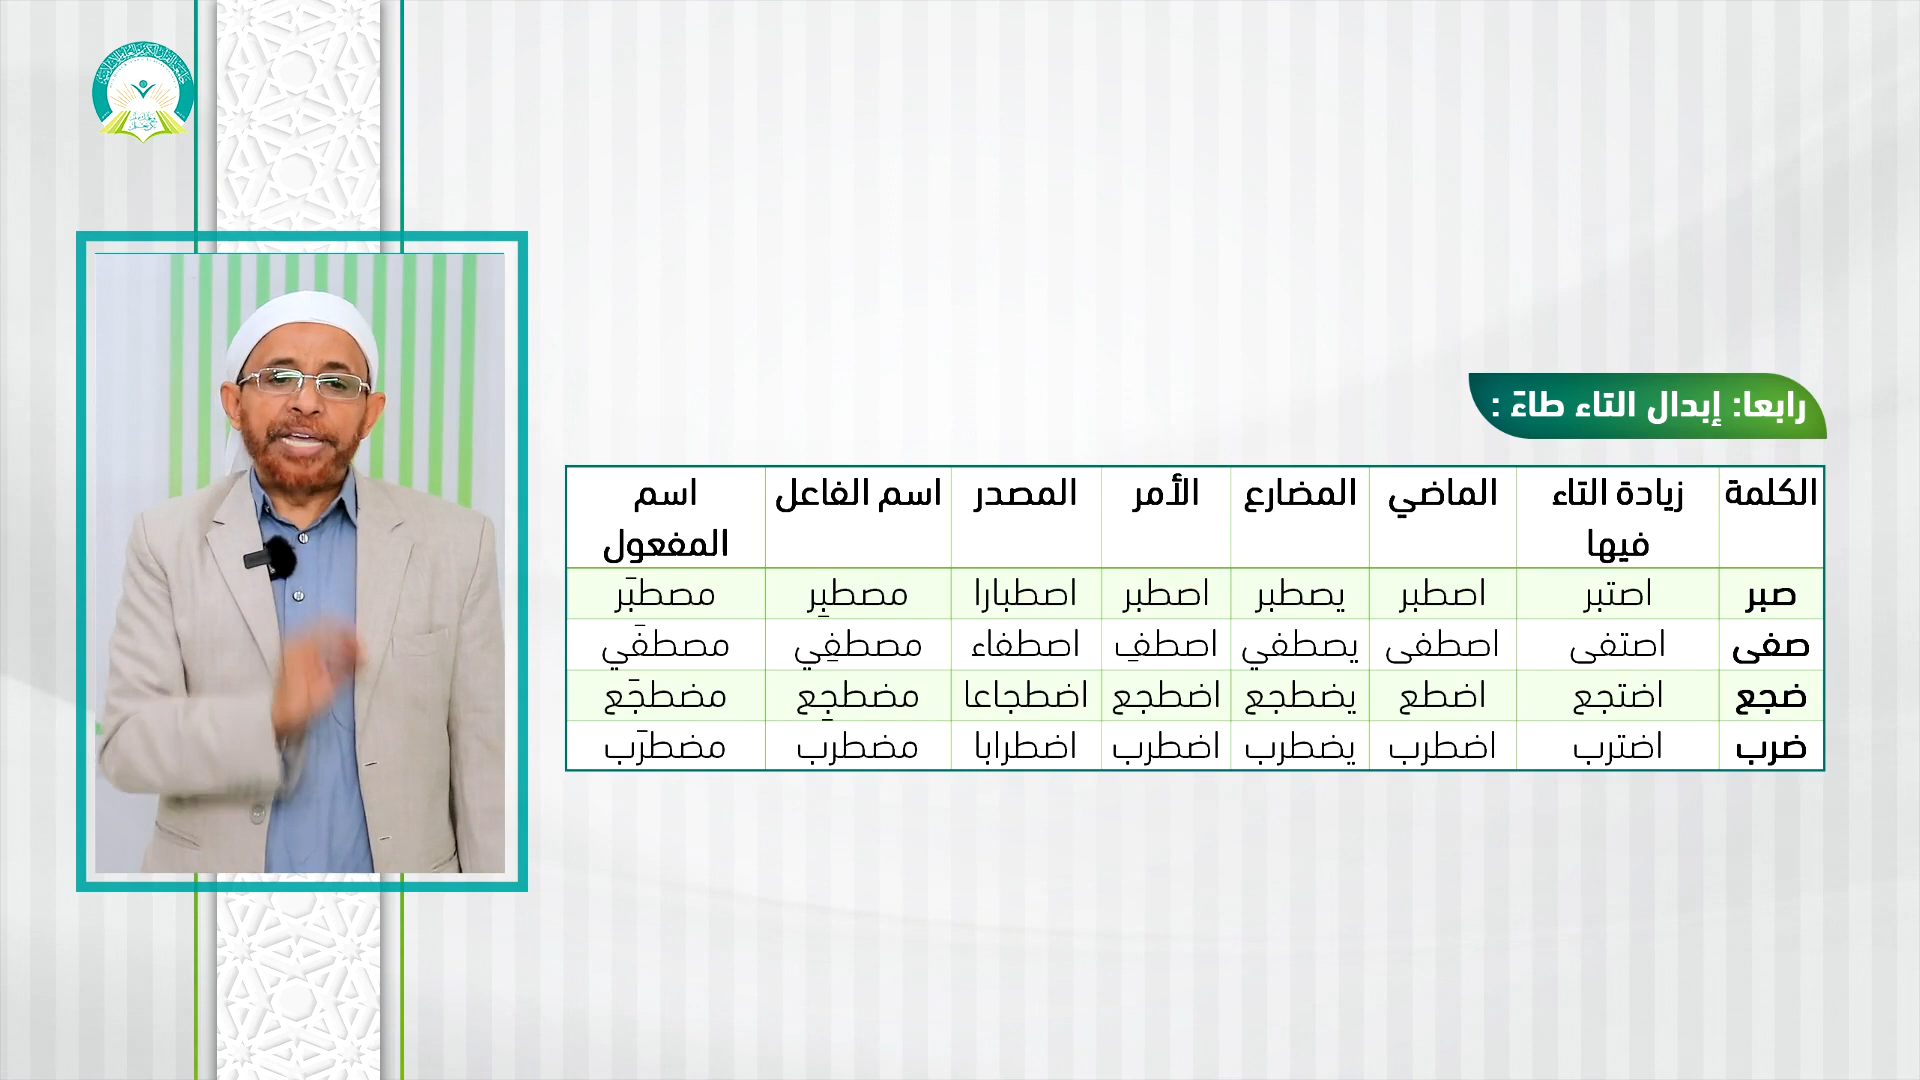 رابعا: إبدال التاء طاءً :
الكلمة زيادة التاء فيها الماضي المضارع الأمر المصدر اسم الفاعل اسم المفعول
صبر اصتبر اصطبر يصطبر اصطبر اصطبارا مصطبِر مصطبَر
صفى اصتفى اصطفى يصطفي اصطفِ اصطفاء مصطفِي مصطفَي
ضجع اضتجع اضطع يضطجع اضطجع اضطجاعا مضطجِع مضطجَع
ضرب اضترب اضطرب يضطرب اضطرب اضطرابا مضطرب مضطرَب